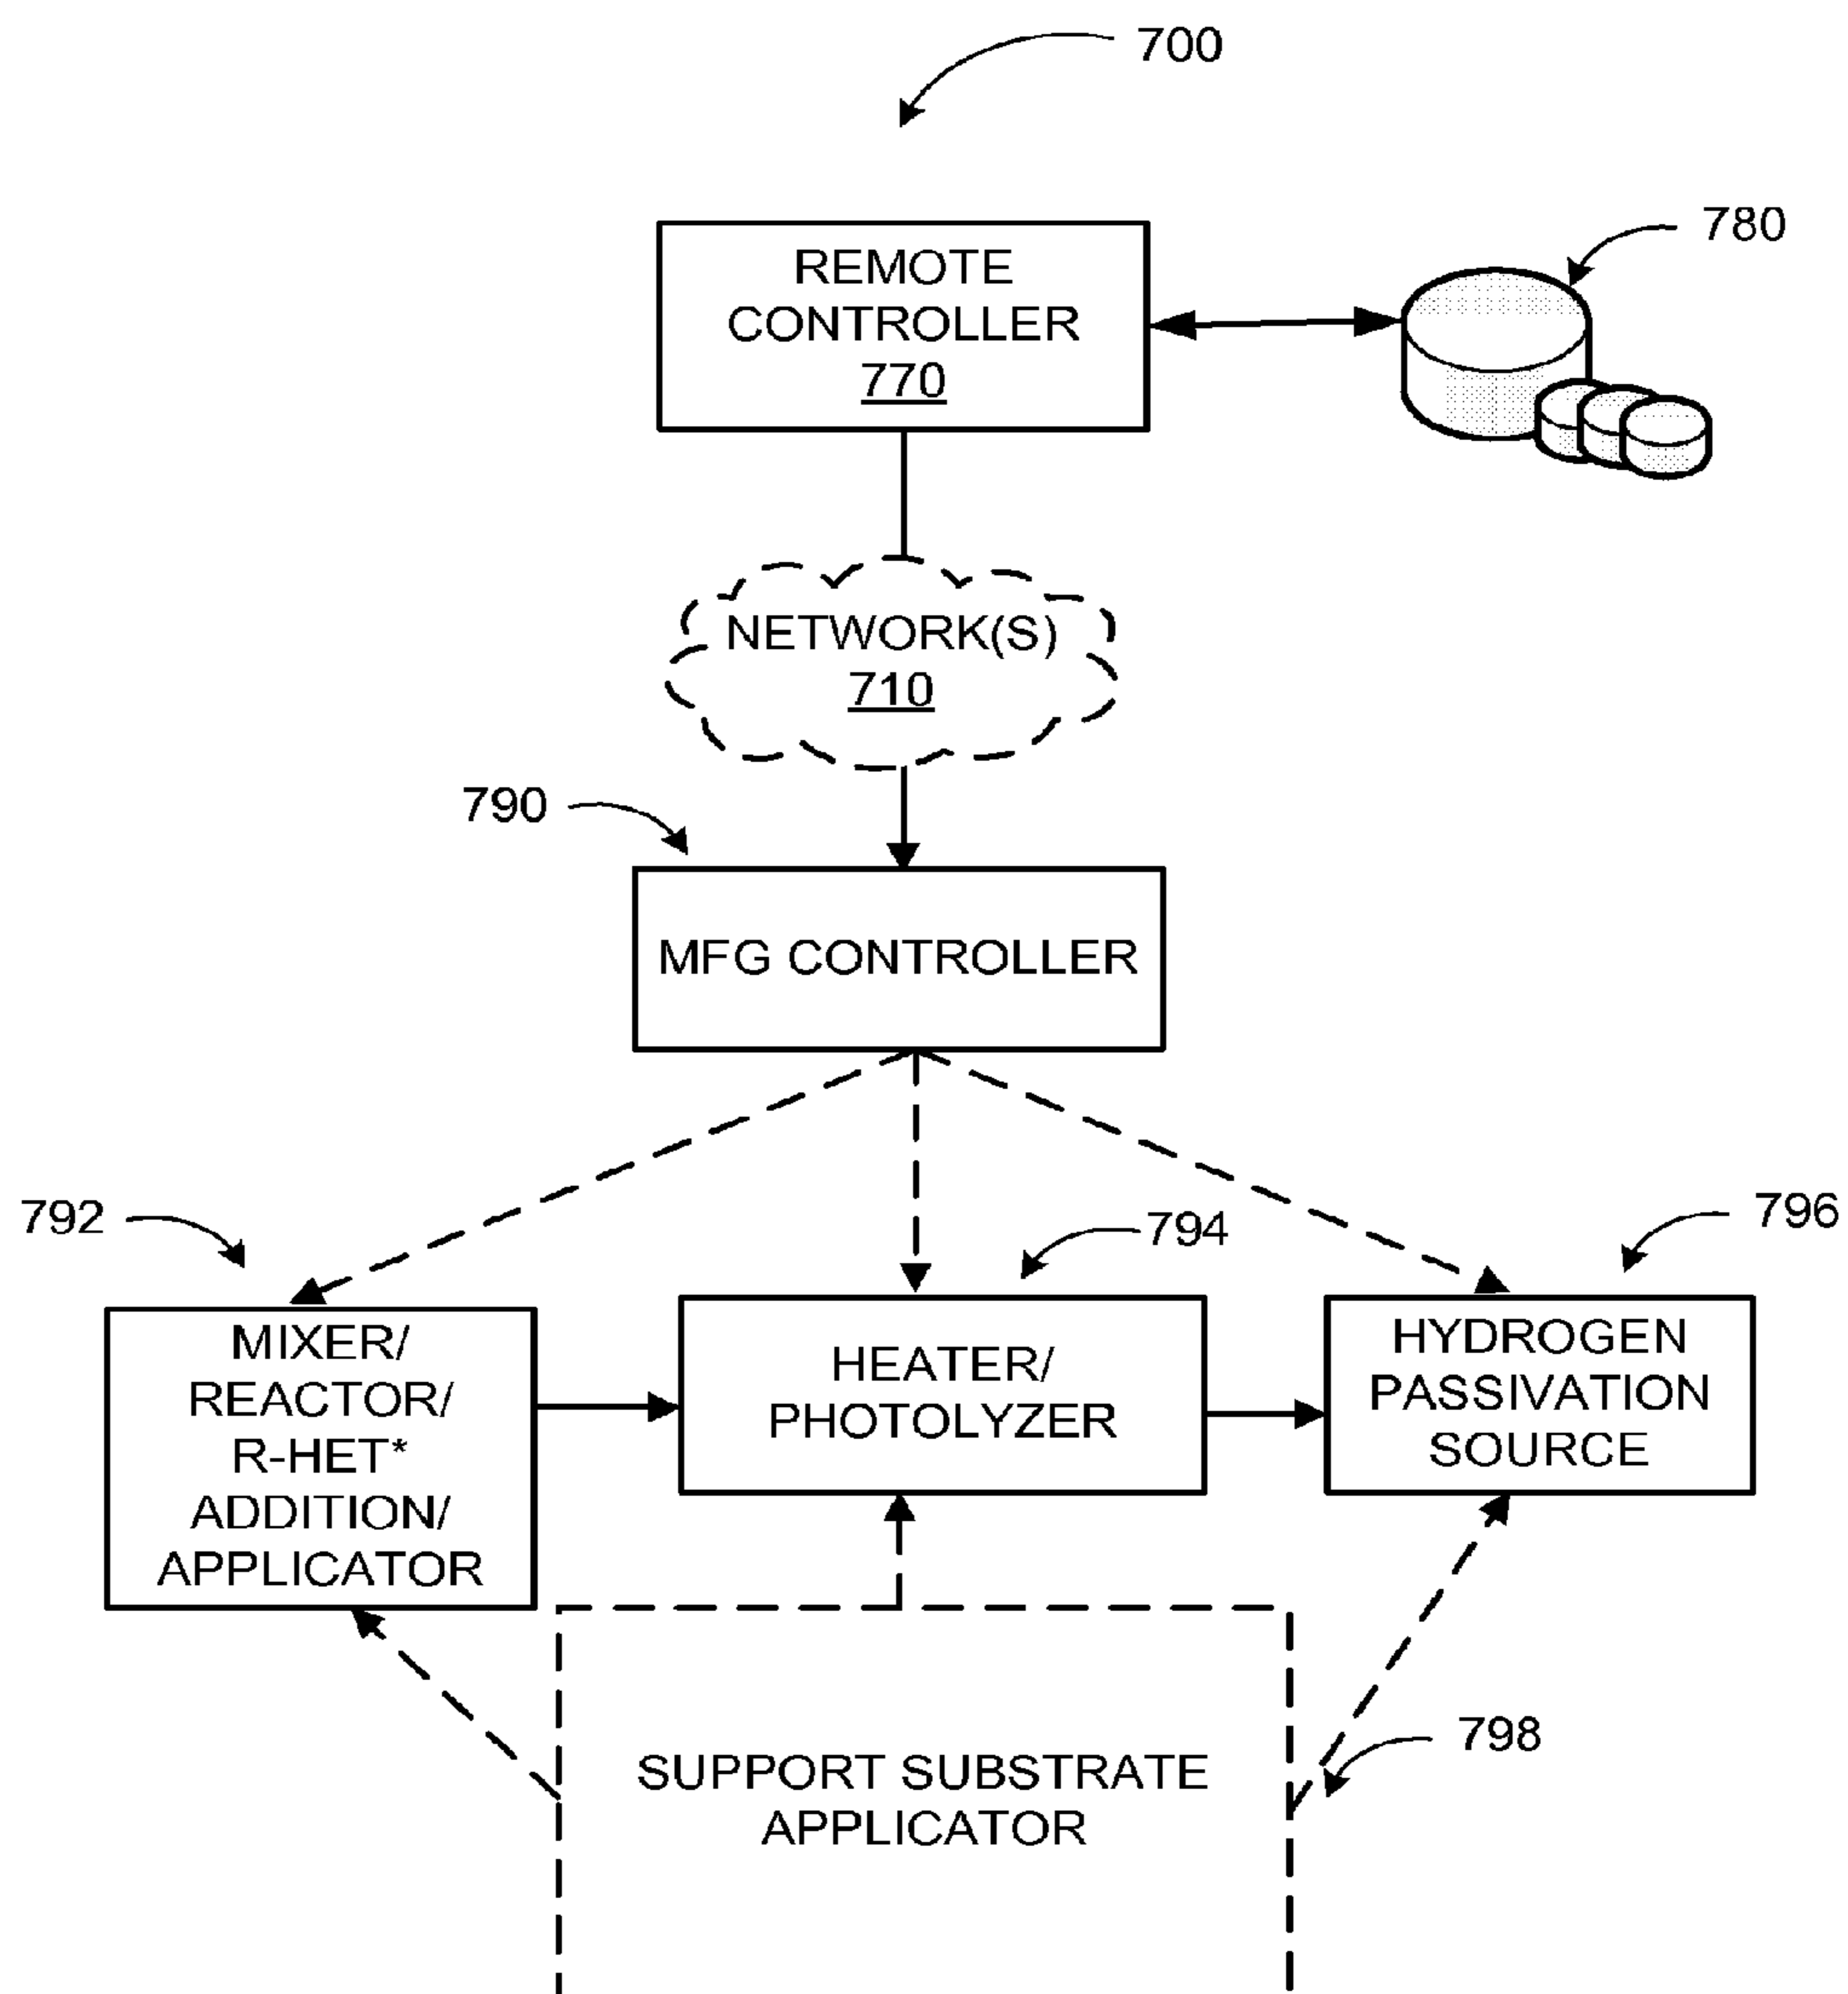 700
780
REMOTE
CONTROLLER
770
NETWORK(S)
710
790
MFG CONTROLLER
792
794
796
MIXER/
REACTOR/
R-HET*
ADDITION/
APPLICATOR
HEATER/
PHOTOLYZER
HYDROGEN
PASSIVATION
SOURCE
798
SUPPORT SUBSTRATE
APPLICATOR